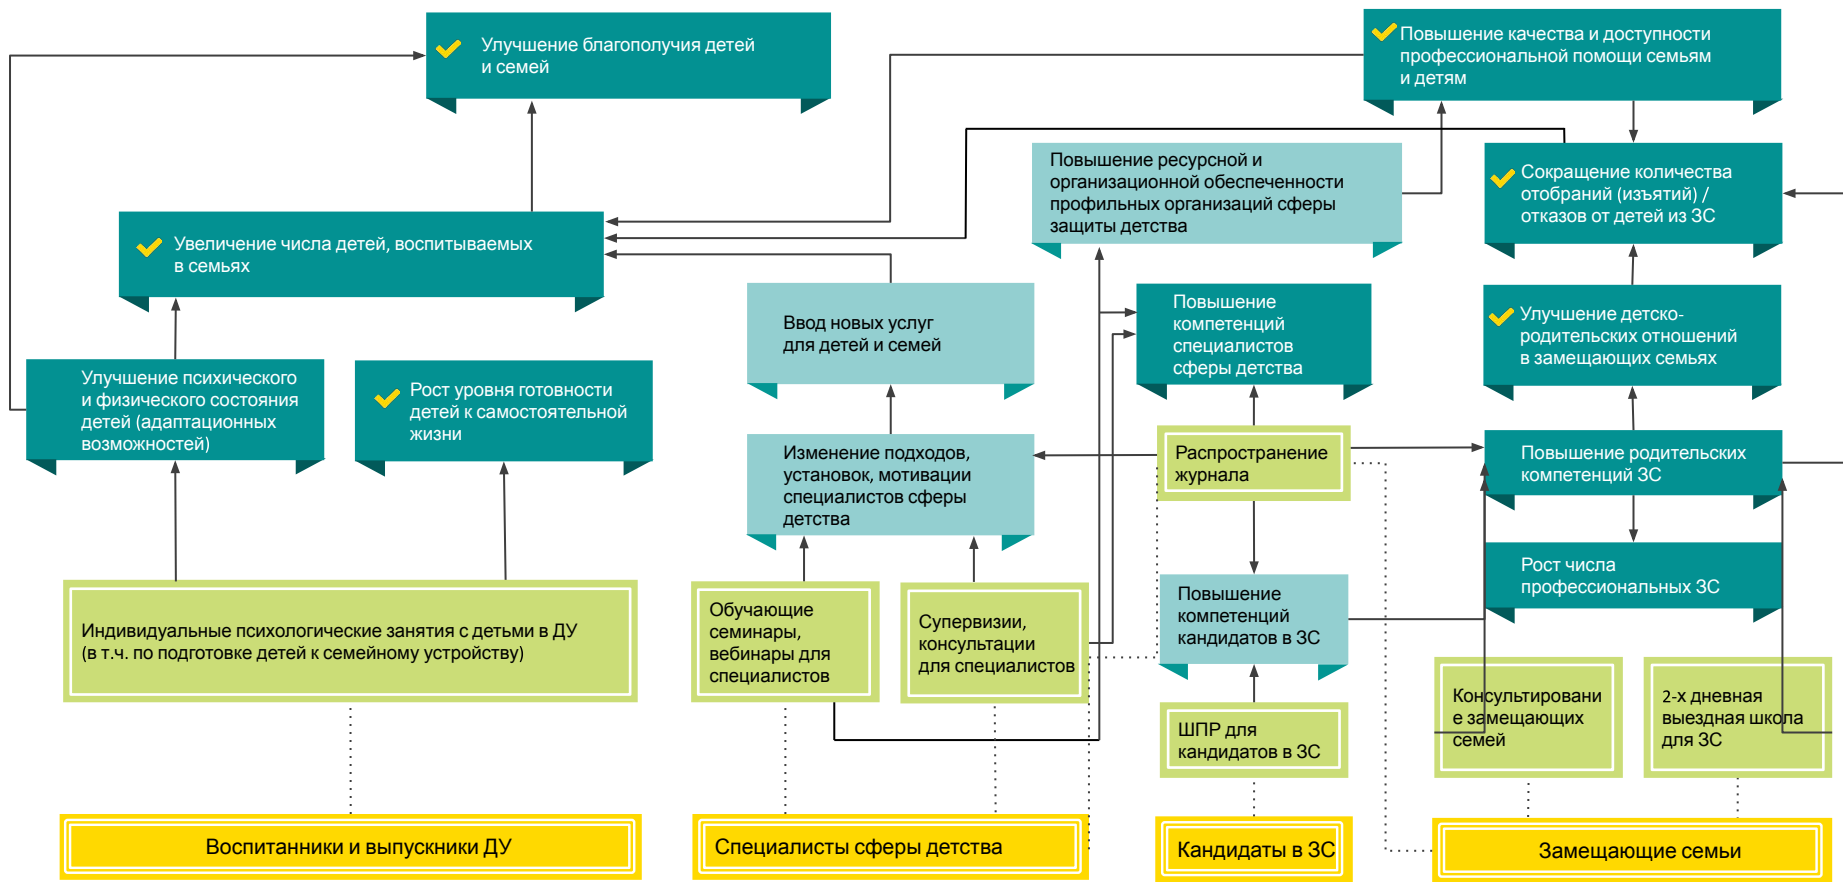 Улучшение благополучия детей
и семей
Повышение качества и доступности
профессиональной помощи семьям
и детям
Повышение ресурсной и
организационной обеспеченности
профильных организаций сферы
защиты детства
Сокращение количества
отобраний (изъятий) /
отказов от детей из ЗС
Увеличение числа детей, воспитываемых
в семьях
Ввод новых услуг
для детей и семей
Повышение
компетенций
специалистов
сферы детства
Улучшение детско-
родительских отношений
в замещающих семьях
Улучшение психического
и физического состояния
детей (адаптационных
возможностей)
Рост уровня готовности
детей к самостоятельной
жизни
Изменение подходов,
установок, мотивации
специалистов сферы
детства
Распространение
журнала
Повышение родительских
компетенций ЗС
Рост числа
профессиональных ЗС
Индивидуальные психологические занятия с детьми в ДУ
(в т.ч. по подготовке детей к семейному устройству)
Обучающие
семинары,
вебинары для
специалистов
Супервизии,
консультации
для специалистов
Повышение
компетенций
кандидатов в ЗС
ШПР для
кандидатов в ЗС
Консультировани
е замещающих
семей
2-х дневная
выездная школа
для ЗС
Воспитанники и выпускники ДУ
Специалисты сферы детства
Кандидаты в ЗС
Замещающие семьи